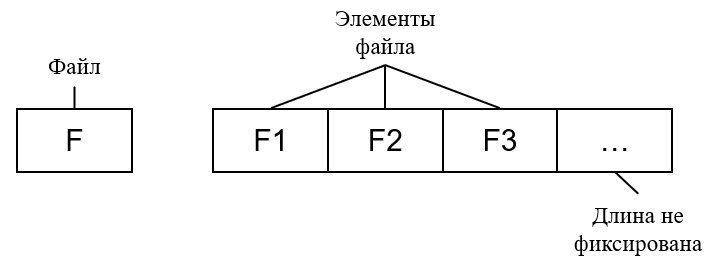 Элементы
файла
Файл
F
F1
F2
F3
...
Длина не
фиксирована